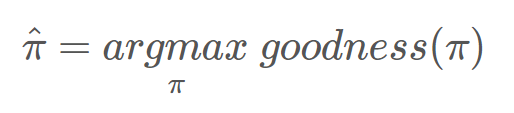 π̂ = argmax goodness(π)
π